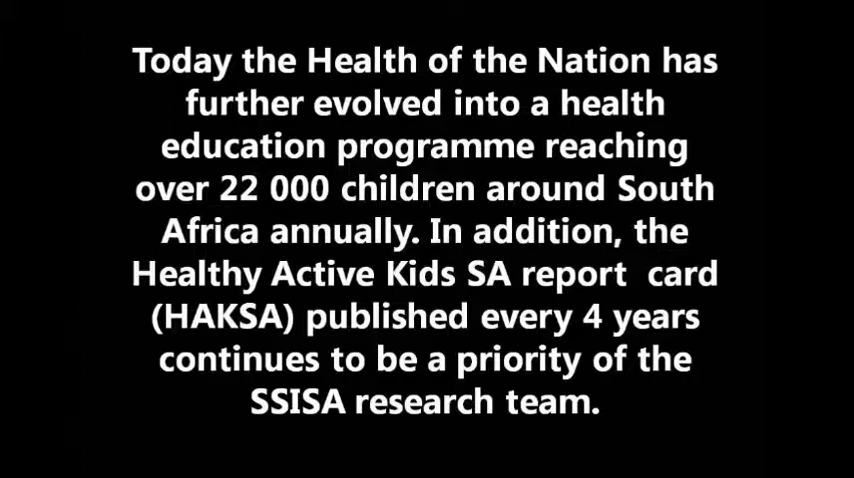 Today the Health of the Nation has
further evolved into a health
education programme reaching
over 22 000 children around South
Africa annually. In addition, the
Healthy Active Kids SA report  card
(HAKSA) published every 4 years
continues to be a priority of the
SSISA research team.